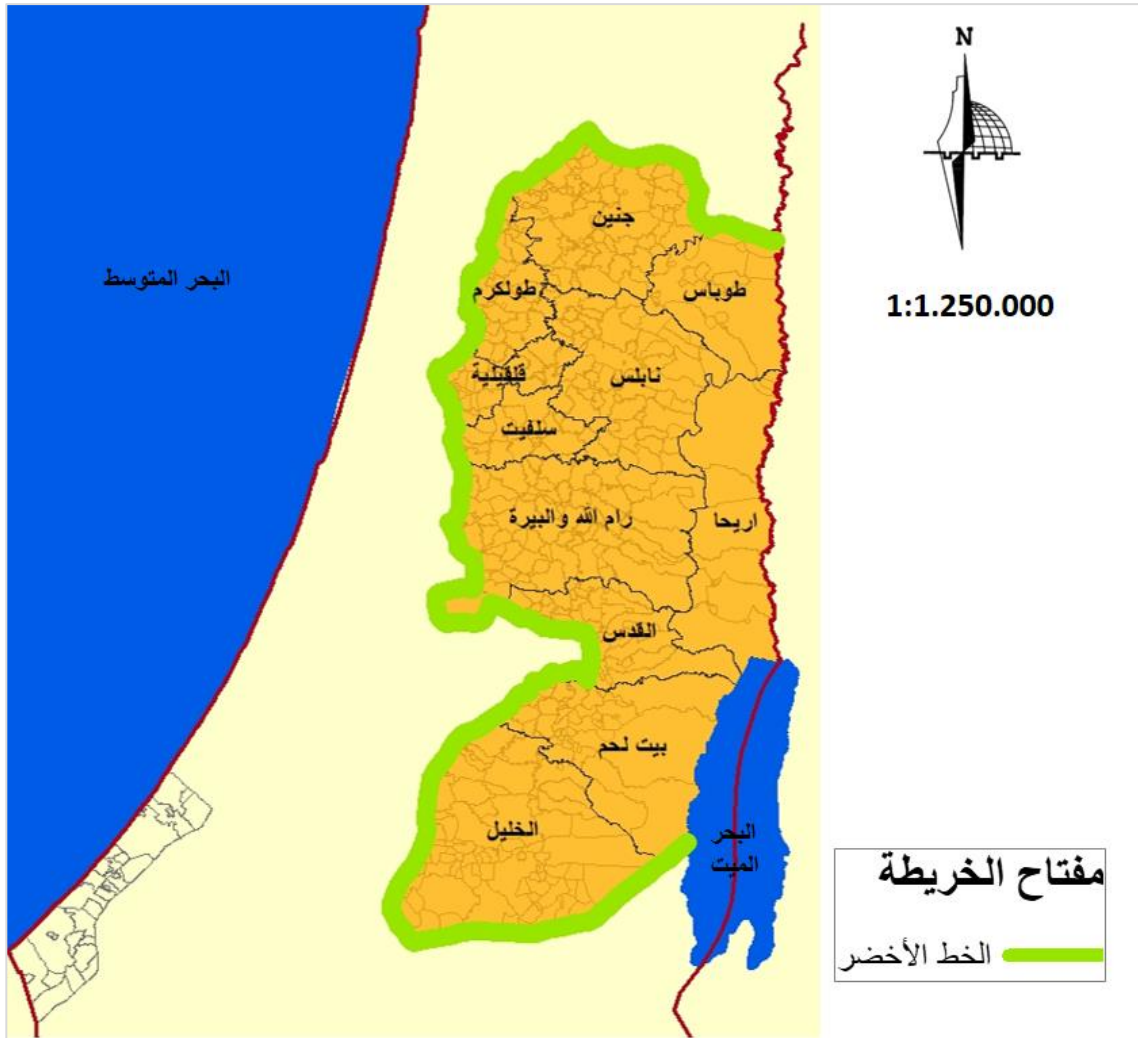 N
1:1.250.000
جنين
طوباس
طولكرم
البحر المتوسط
قلقيلية
نابلس
سلفيت
رام الله والبيرة
اريحا
القدس
بيت لحم
الخليل
البحر
الميت
مفتاح الخريطة
الخط الأخضر